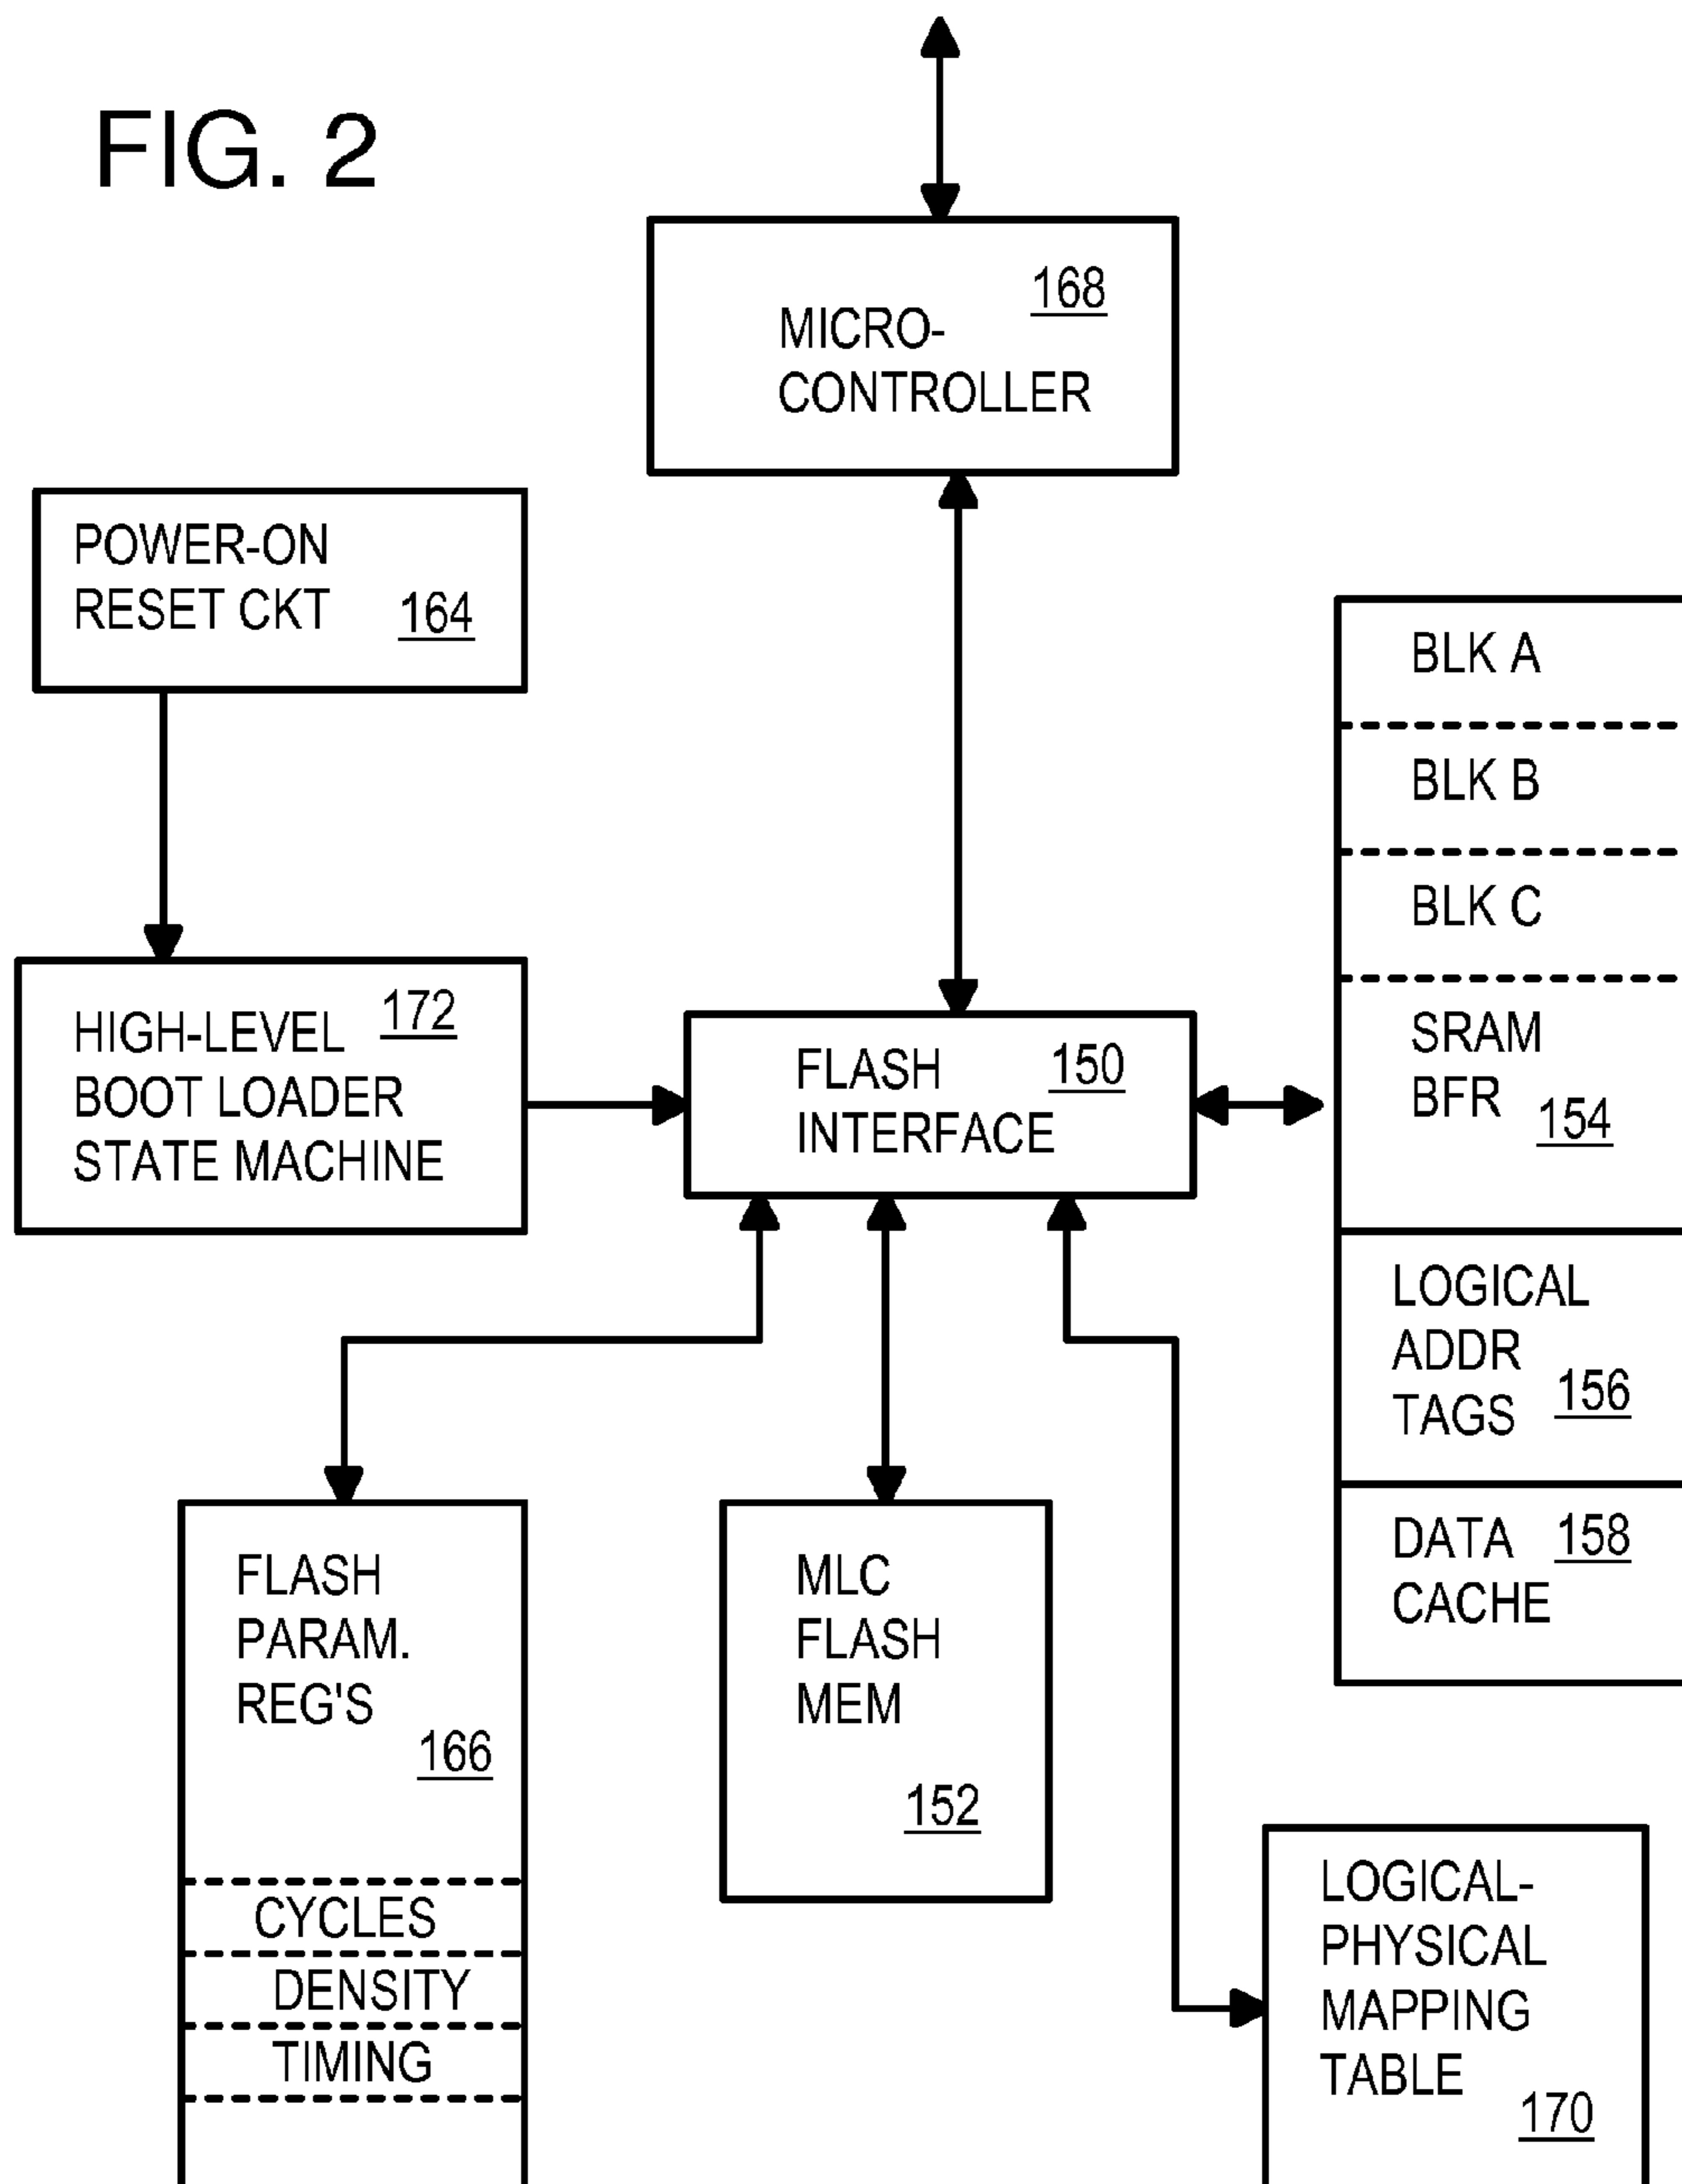 FIG. 2
168
MICRO-
CONTROLLER
POWER-ON
RESET CKT 164
BLK A
BLK B
BLK C
SRAM
BFR 154
172
HIGH-LEVEL
BOOT LOADER
STATE MACHINE
FLASH 150
INTERFACE
LOGICAL
ADDR
TAGS 156
DATA 158
CACHE
FLASH
PARAM.
REG'S
166
CYCLES
DENSITY
TIMING
MLC
FLASH
MEM
152
LOGICAL-
PHYSICAL
MAPPING
TABLE
170